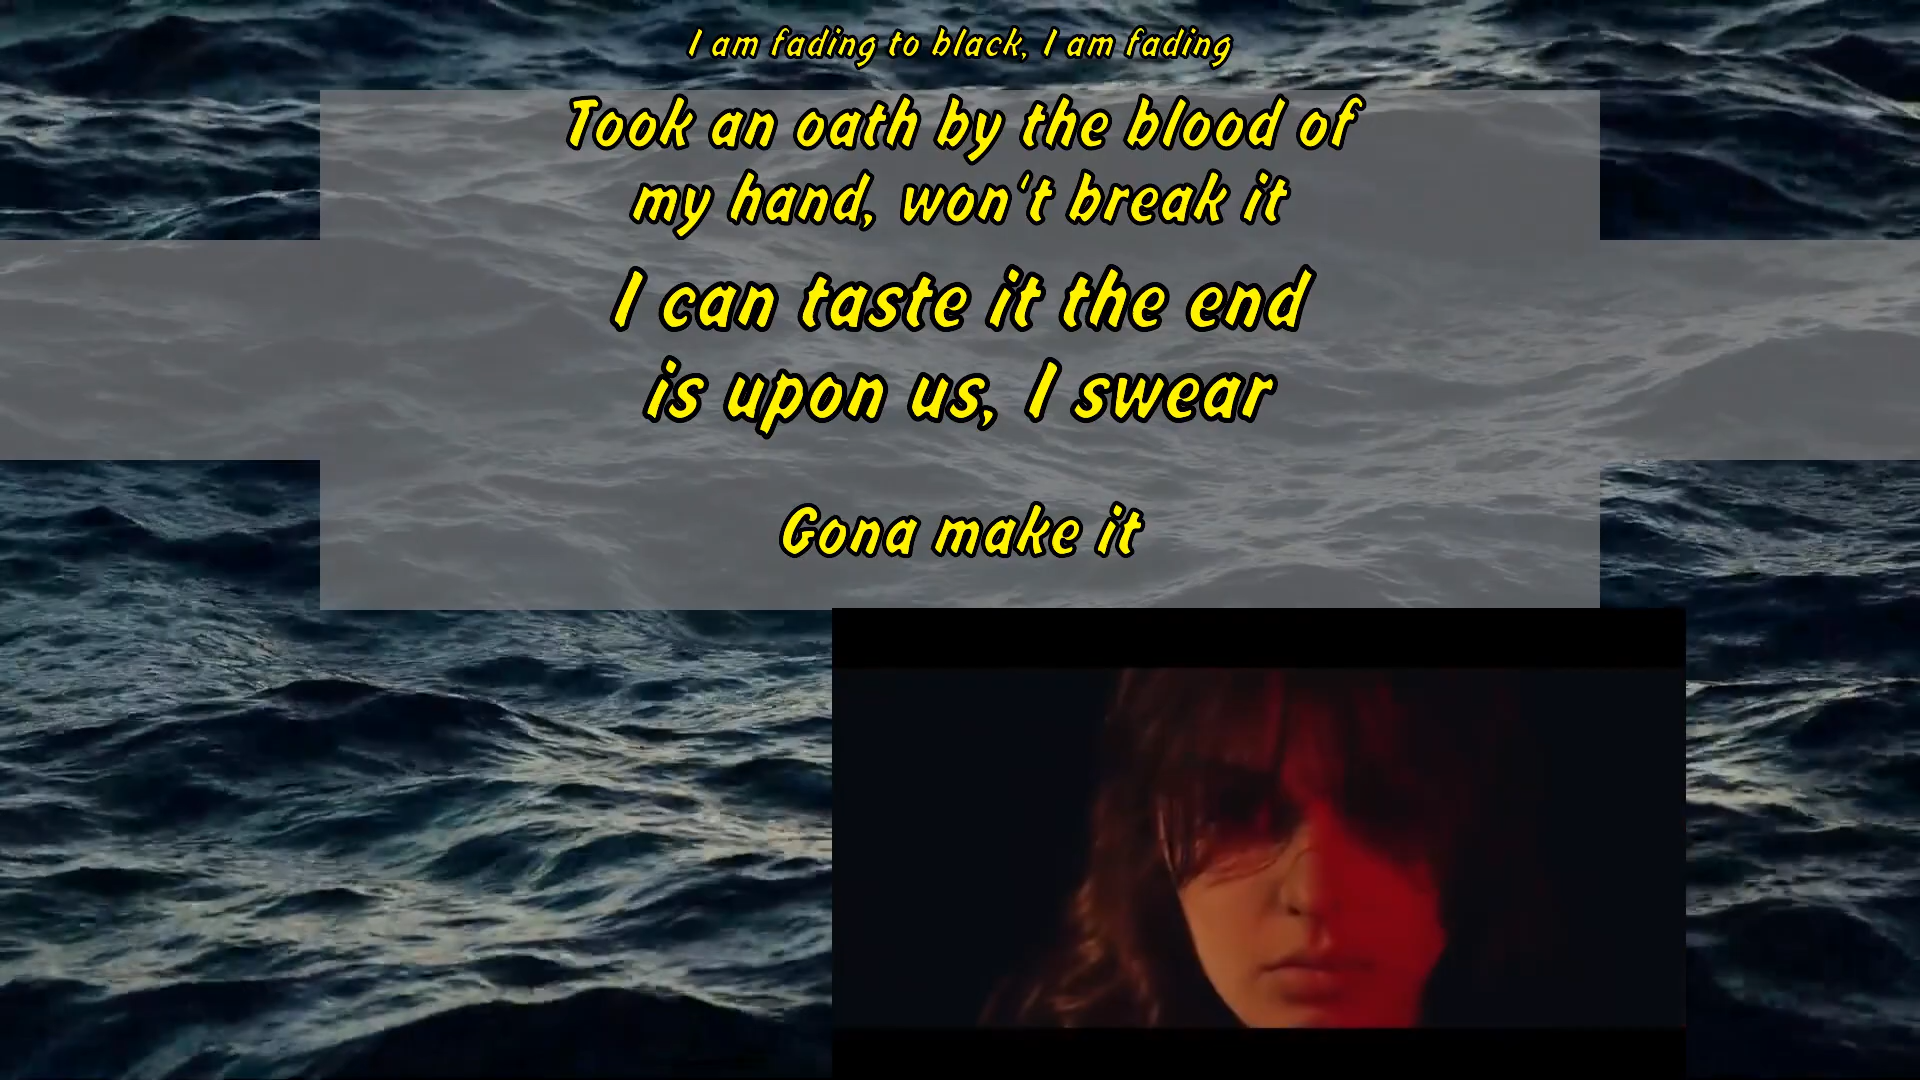 I am fading to black, I am fading
Took an oath by the blood of
my hand, won't break it
I can taste it the end
is upon us, I swear
Gona make it